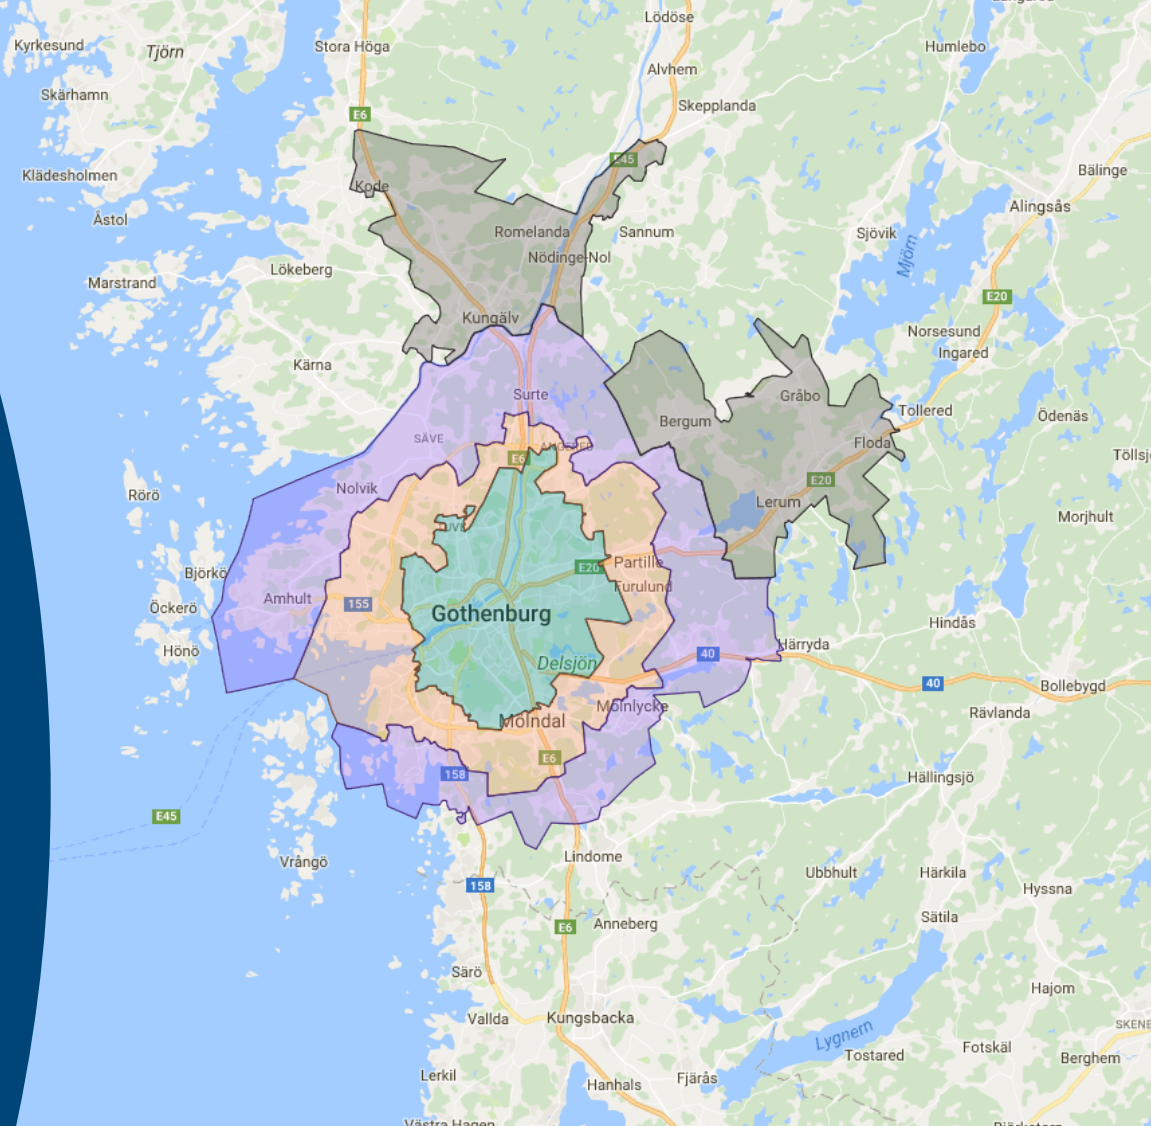 Lödöse
Humlebo
Kyrkesund
Tjörn
Stora Höga
Alvhem
Skärhamn
Skepplanda
E6
E45
Bälinge
Klädesholmen
Kode
Alingsås
Åstol
Romelanda
Sannum
Sjövik
Mjörn
Nödinge-Nol
Lökeberg
Marstrand
E20
Kungälv
Norsesund
Ingared
Kärna
Surte
Gråbo
Tollered
Ödenäs
Bergum
SÄVE
ANGERED
Floda
E6
E20
Rörö
Nolvik
Lerum
Morjhult
Partille
E20
Björkö
Furulund
Amhult
155
Öckerö
Gothenburg
Hindås
Hönö
Härryda
40
Delsjön
40
Bollebygd
Mölnlycke
Rävlanda
Mölndal
E6
158
Hällingsjö
E45
Vrångö
Lindome
Ubbhult
Härkila
158
Hyssna
Sätila
E6
Anneberg
Särö
Hajom
Vallda
Kungsbacka
SKENE
Lygnern
Fotskäl
Tostared
Berghem
Lerkil
Hanhals
Fjärås
Västra Hagen